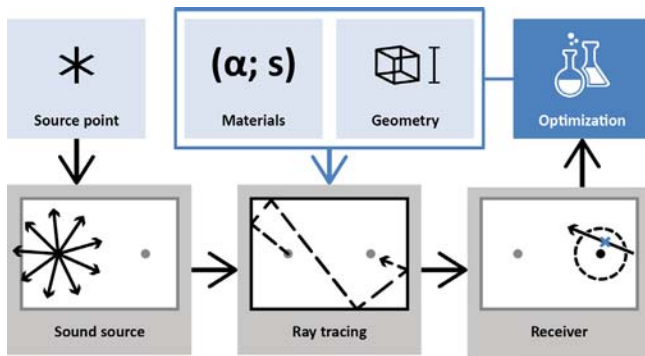 (α; s)
Source point
Materials
Geometry
Optimization
Sound source
Ray tracing
Receiver